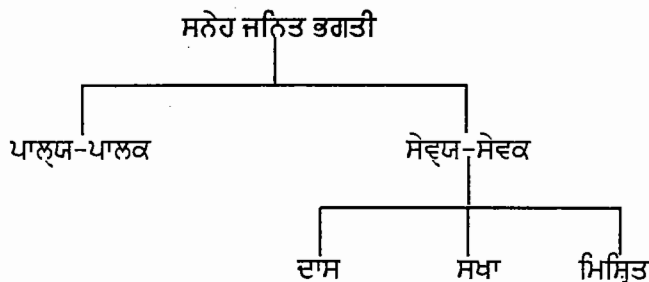 ਸਨੇਹ ਜਨਿਤ ਭਗਤੀ
ਪਾਲ੍ਯ-ਪਾਲਕ ਸੇਵ੍ਯ-ਸੇਵਕ
ਦਾਸ ਸਖਾ ਮਿਸ਼੍ਰਿਤ